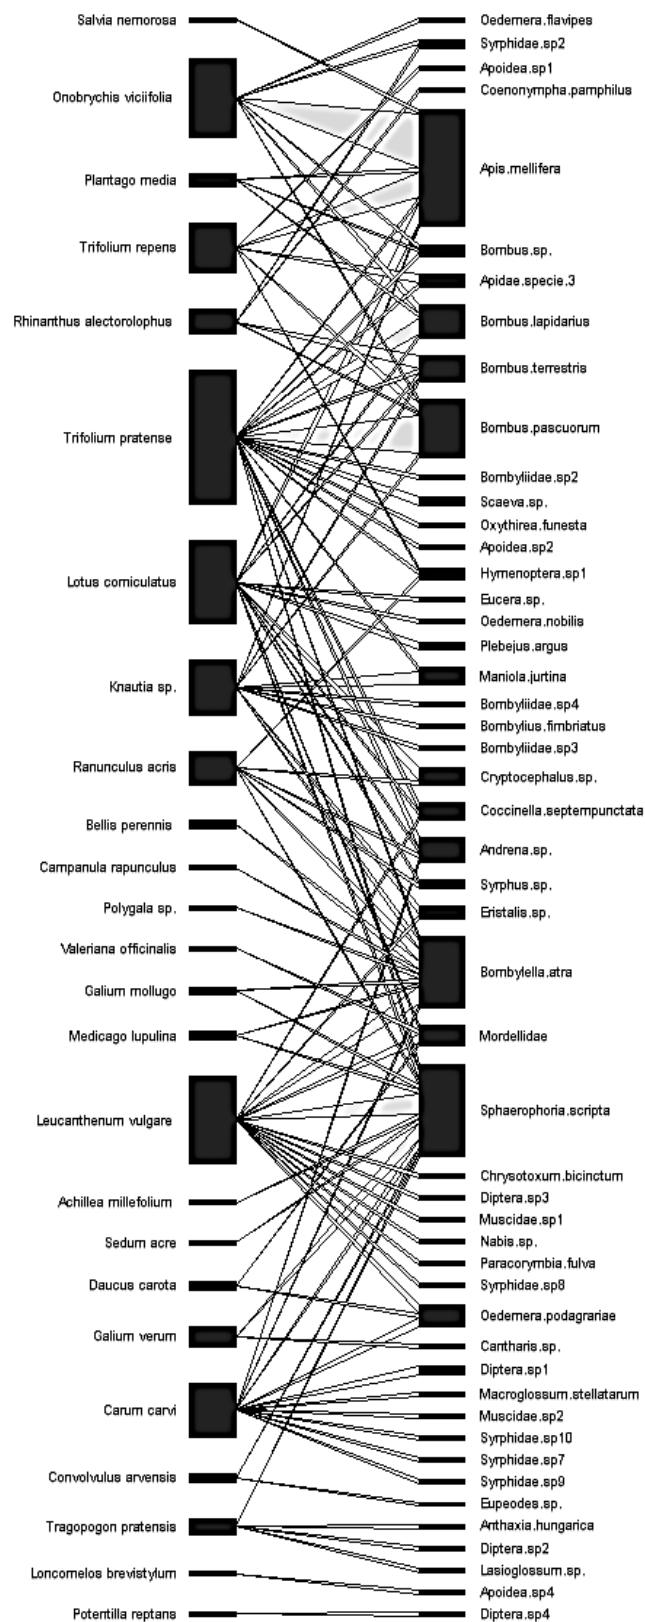 Salvia nemorosa
Onobrychis viciifolia
Plantago media
Trifolium repens
Rhinanthus alectorolophus
Trifolium pratense
Lotus corniculatus
Knautia sp.
Ranunculus acris
Bellis perennis
Campanula rapunculus
Polygala sp.
Valeriana officinalis
Galium mollugo
Medicago lupulina
Leucanthenum vulgare
Achillea millefolium
Sedum acre
Daucus carota
Galium verum
Carum carvi
Convolvulus arvensis
Tragopogon pratensis
Loncomelos brevistylum
Potentilla reptans
Oedemera.flavipes
Syrphidae.sp2
Apoidea.sp1
Coenonympha.pamphilus
Apis.mellifera
Bombus.sp.
Apidae.specie.3
Bombus.lapidarius
Bombus.terrestris
Bombus.pascuorum
Bombyliidae.sp2
Scaeva.sp.
Oxythirea.funesta
Apoidea.sp2
Hymenoptera.sp1
Eucera.sp.
Oedemera.nobilis
Plebejus.argus
Maniola.jurtina
Bombyliidae.sp4
Bombylius.fimbriatus
Bombyliidae.sp3
Cryptocephalus.sp.
Coccinella.septempunctata
Andrena.sp.
Syrphus.sp.
Eristalis.sp.
Bombylella.atra
Mordellidae
Sphaerophoria.scripta
Chrysotoxum.bicinctum
Diptera.sp3
Muscidae.sp1
Nabis.sp.
Paracorymbia.fulva
Syrphidae.sp8
Oedemera.podagrariae
Cantharis.sp.
Diptera.sp1
Macroglossum.stellatarum
Muscidae.sp2
Syrphidae.sp10
Syrphidae.sp7
Syrphidae.sp9
Eupeodes.sp.
Anthaxia.hungarica
Diptera.sp2
Lasioglossum.sp.
Apoidea.sp4
Diptera.sp4